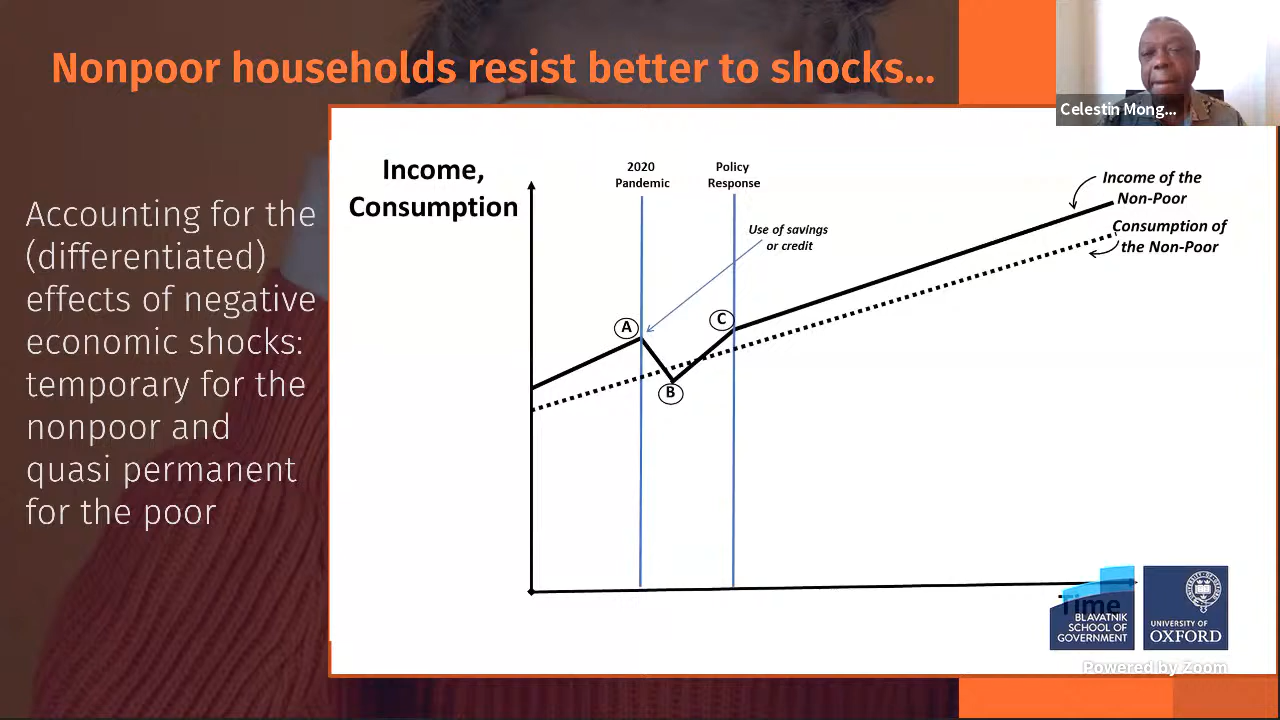 Nonpoor households resist better to shocks...
Celestin Mong...
Accounting for the
(differentiated)
effects of negative
economic shocks:
temporary for the
nonpoor and
quasi permanent
for the poor
Income,
Consumption
2020
Pandemic
Policy
Response
Use of savings
or credit
Income of the
Non-Poor
Consumption of
the Non-Poor
A
C
B
Time
BLAVATNIK
SCHOOL OF
GOVERNMENT
UNIVERSITY OF
OXFORD
Powered by Zoom